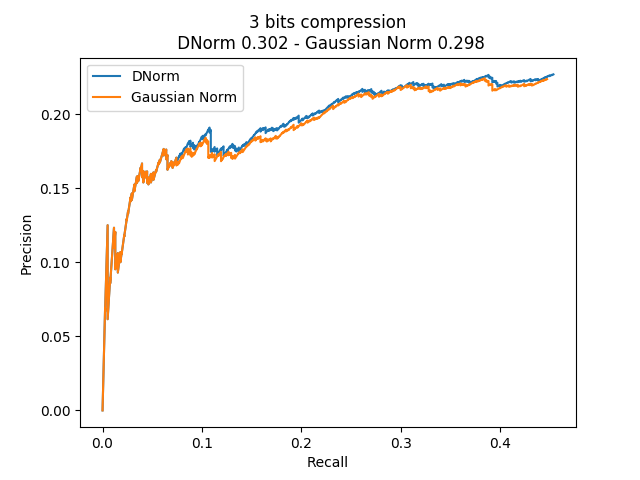 3 bits compression
DNorm 0.302 - Gaussian Norm 0.298
DNorm
Gaussian Norm
Precision
0.20
0.15
0.10
0.05
0.00
0.0 0.1 0.2 0.3 0.4
Recall